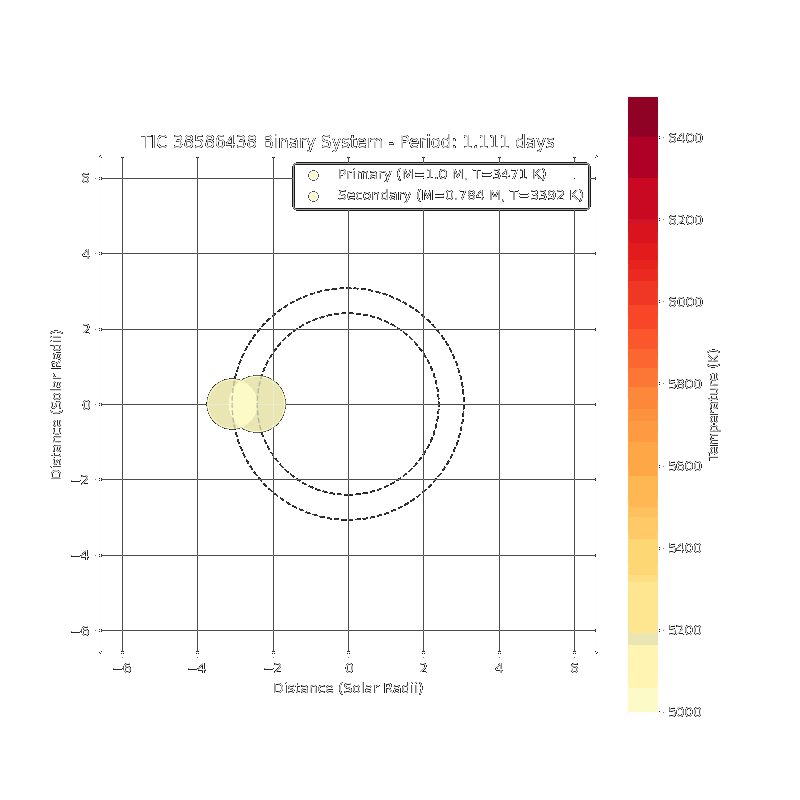 TIC 38586438 Binary System - Period: 1.111 days
Primary (M=1.0 M, T=3471 K)
Secondary (M=0.784 M, T=3392 K)
6
4
2
0
−2
−4
−6
Distance (Solar Radii)
−6 −4 −2 0 2 4 6
Distance (Solar Radii)
6400
6200
6000
5800
5600
5400
5200
5000
Temperature (K)